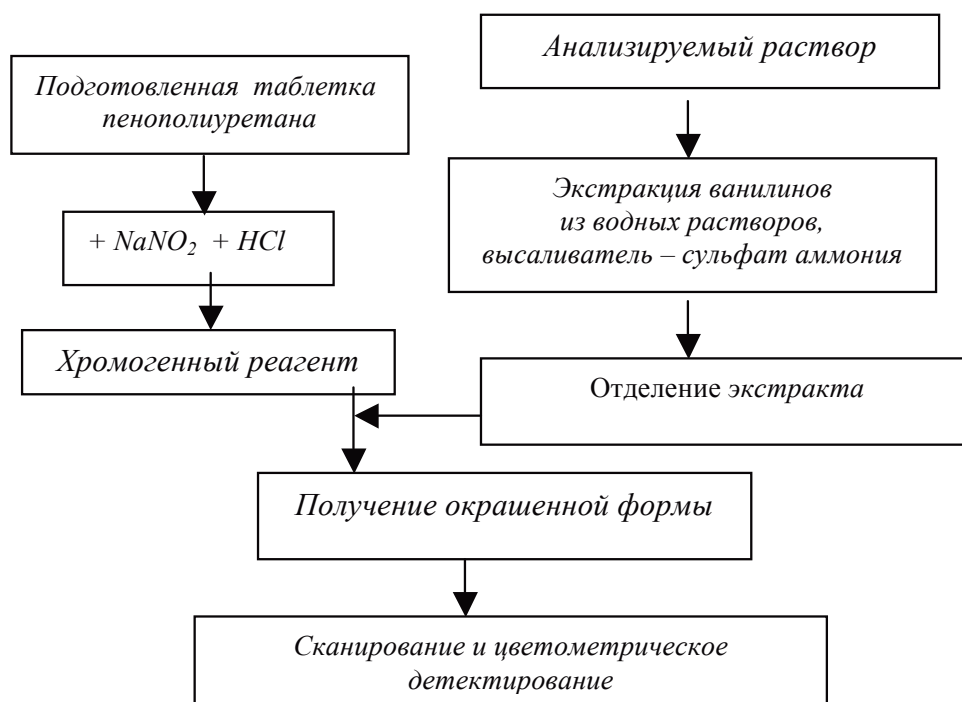 Подготовленная таблетка
пенополиуретана
+ NaNO₂ + HCl
Хромогенный реагент
Анализируемый раствор
Экстракция ванилинов
из водных растворов,
высаливатель – сульфат аммония
Отделение экстракта
Получение окрашенной формы
Сканирование и цветометрическое
детектирование